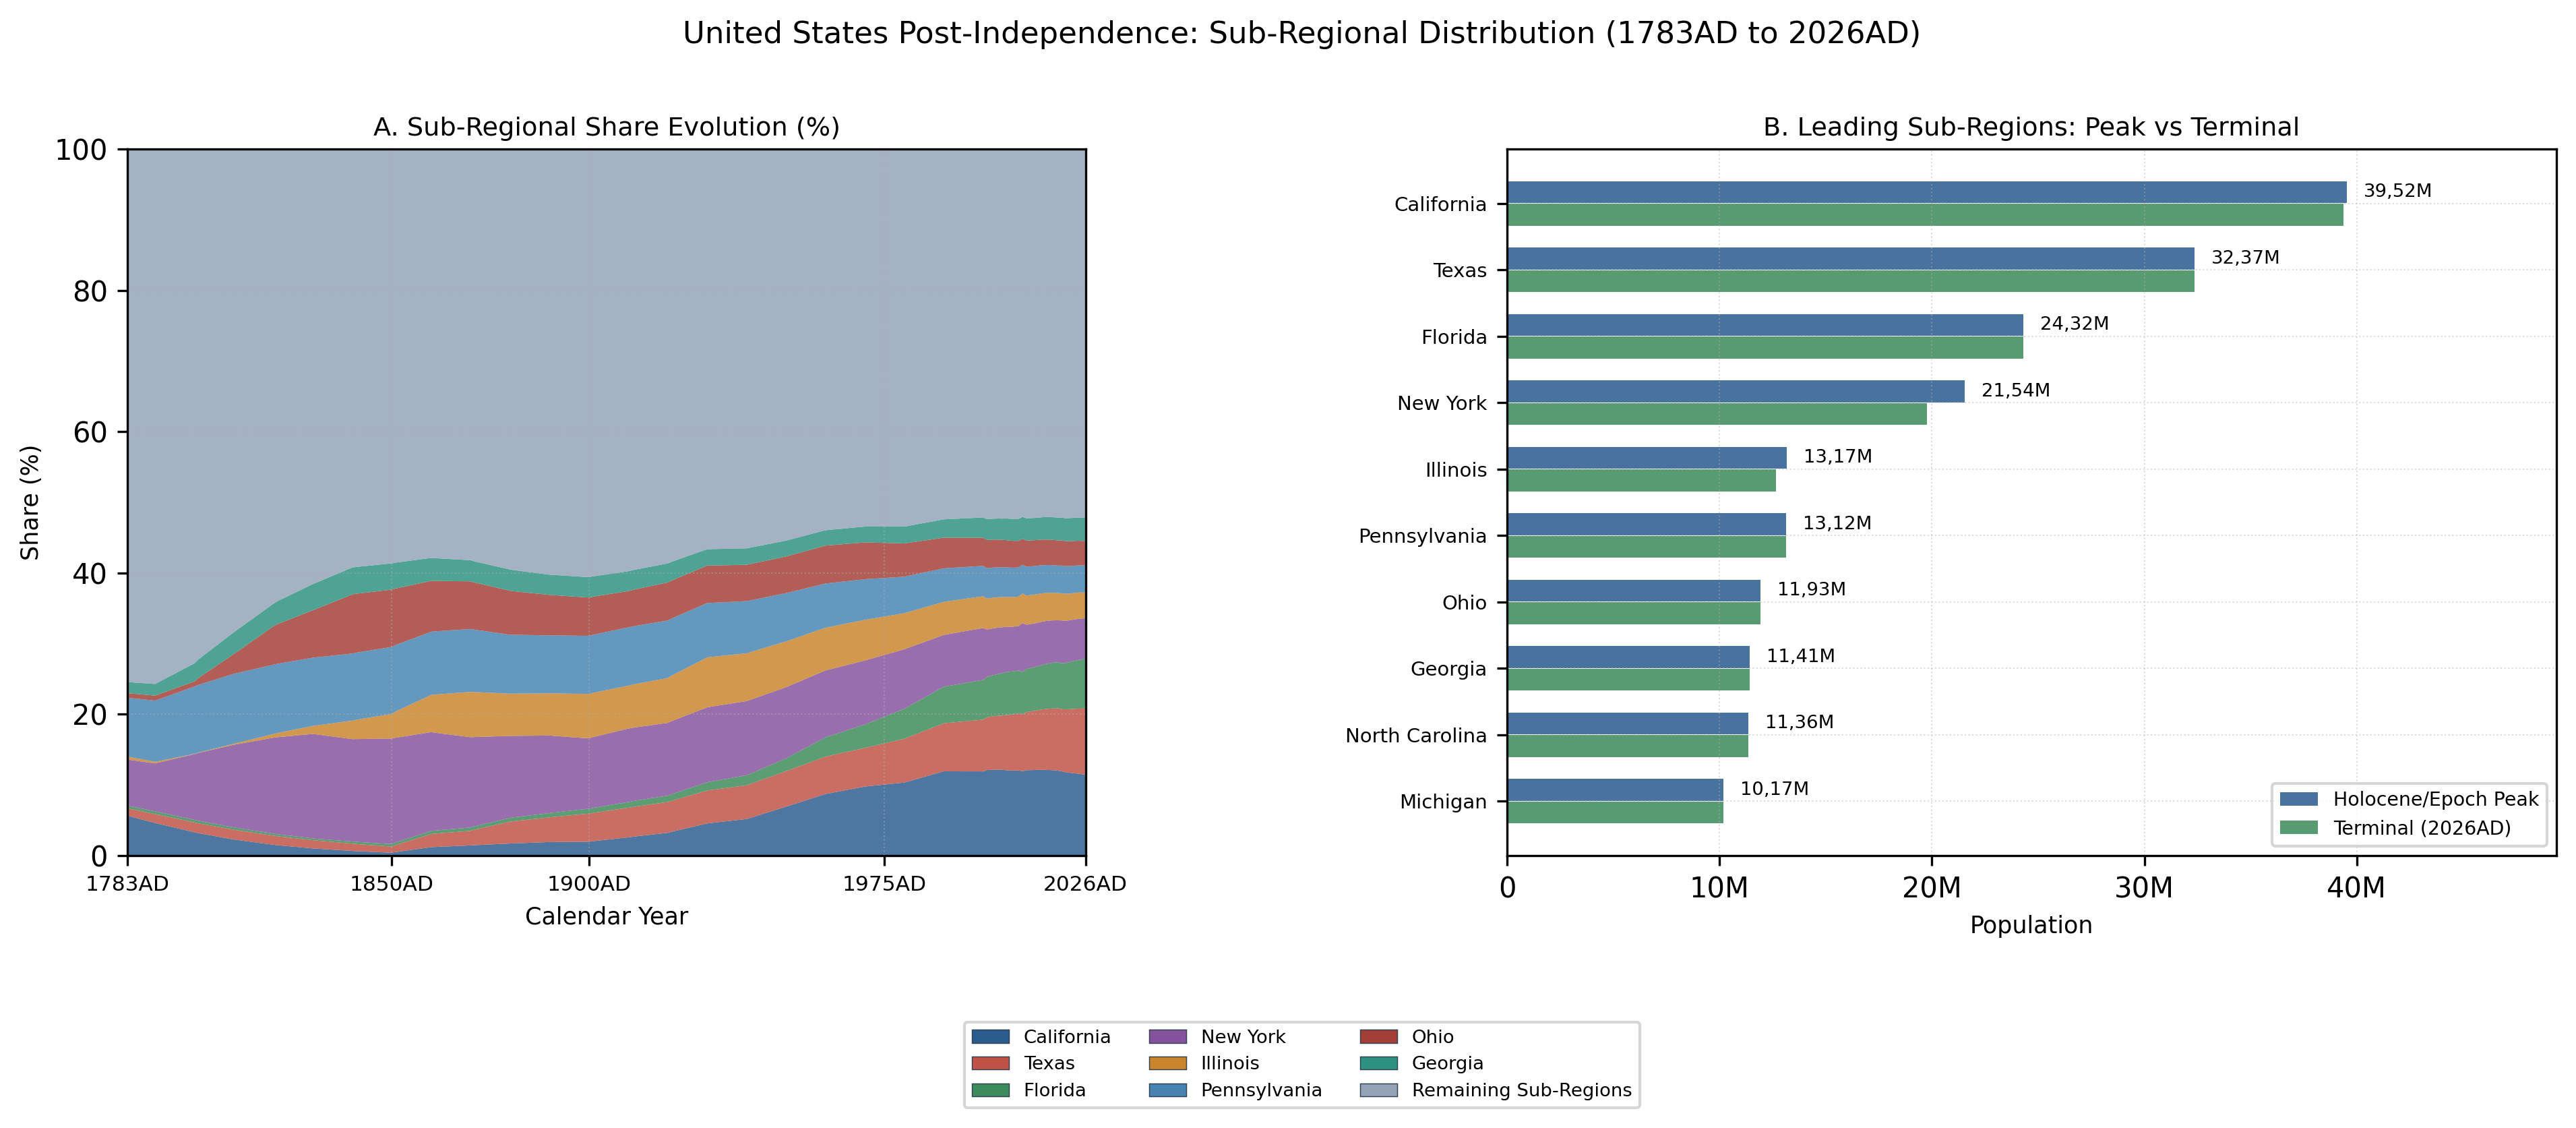 United States Post-Independence: Sub-Regional Distribution (1783AD to 2026AD)
A. Sub-Regional Share Evolution (%)
Share (%)
100
80
60
40
20
0
1783AD 1850AD 1900AD 1975AD 2026AD
Calendar Year
B. Leading Sub-Regions: Peak vs Terminal
California 39,52M
Texas 32,37M
Florida 24,32M
New York 21,54M
Illinois 13,17M
Pennsylvania 13,12M
Ohio 11,93M
Georgia 11,41M
North Carolina 11,36M
Michigan 10,17M
Holocene/Epoch Peak
Terminal (2026AD)
0 10M 20M 30M 40M
Population
California New York Ohio
Texas Illinois Georgia
Florida Pennsylvania Remaining Sub-Regions